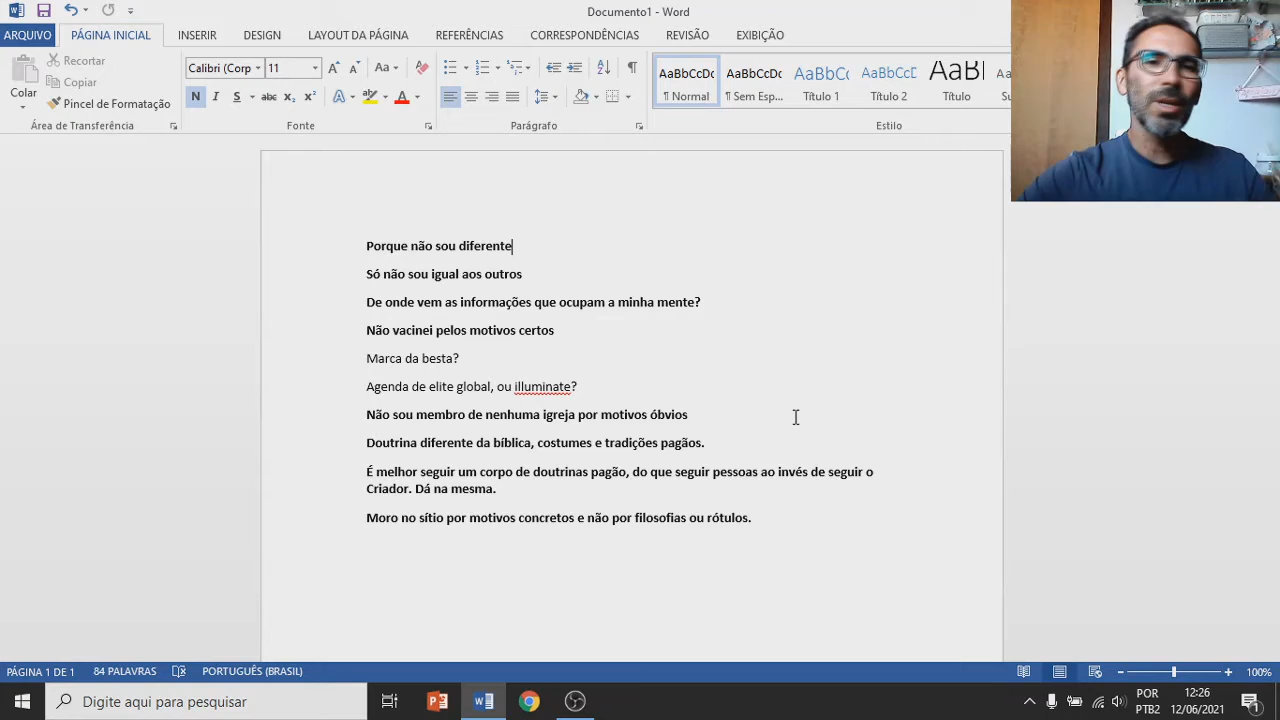 Documento1 - Word
ARQUIVO PÁGINA INICIAL INSERIR DESIGN LAYOUT DA PÁGINA REFERÊNCIAS CORRESPONDÊNCIAS REVISÃO EXIBIÇÃO
Colar
Recortar
Copiar
Pincel de Formatação
Área de Transferência
Calibri (Corp 11
Aa
N I S abc x₂ x² A A
Fonte
Parágrafo
AaBbCcDc AaBbCcDc AaBbCc AaBbCcD AaBl
¶ Normal ¶ Sem Esp... Título 1 Título 2 Título Su
Estilo
Porque não sou diferente
Só não sou igual aos outros
De onde vem as informações que ocupam a minha mente?
Não vacinei pelos motivos certos
Marca da besta?
Agenda de elite global, ou illuminate?
Não sou membro de nenhuma igreja por motivos óbvios
Doutrina diferente da bíblica, costumes e tradições pagãos.
É melhor seguir um corpo de doutrinas pagão, do que seguir pessoas ao invés de seguir o
Criador. Dá na mesma.
Moro no sítio por motivos concretos e não por filosofias ou rótulos.
PÁGINA 1 DE 1 84 PALAVRAS PORTUGUÊS (BRASIL) 100%
Digite aqui para pesquisar
POR
PTB2
12:26
12/06/2021